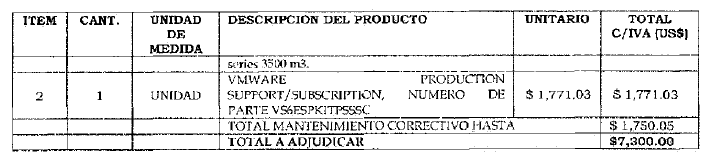 ITEM CANT. UNIDAD DE MEDIDA DESCRIPCION DEL PRODUCTO UNITARIO TOTAL C/IVA (US$)
series 3500 m3.
2 1 UNIDAD VMWARE PRODUCTION SUPPORT/SUBSCRIPTION, NUMERO DE PARTE VS6ESPKITPSSSC $ 1,771.03 $ 1,771.03
TOTAL MANTENIMIENTO CORRECTIVO HASTA $ 1,750.05
TOTAL A ADJUDICAR $7,300.00